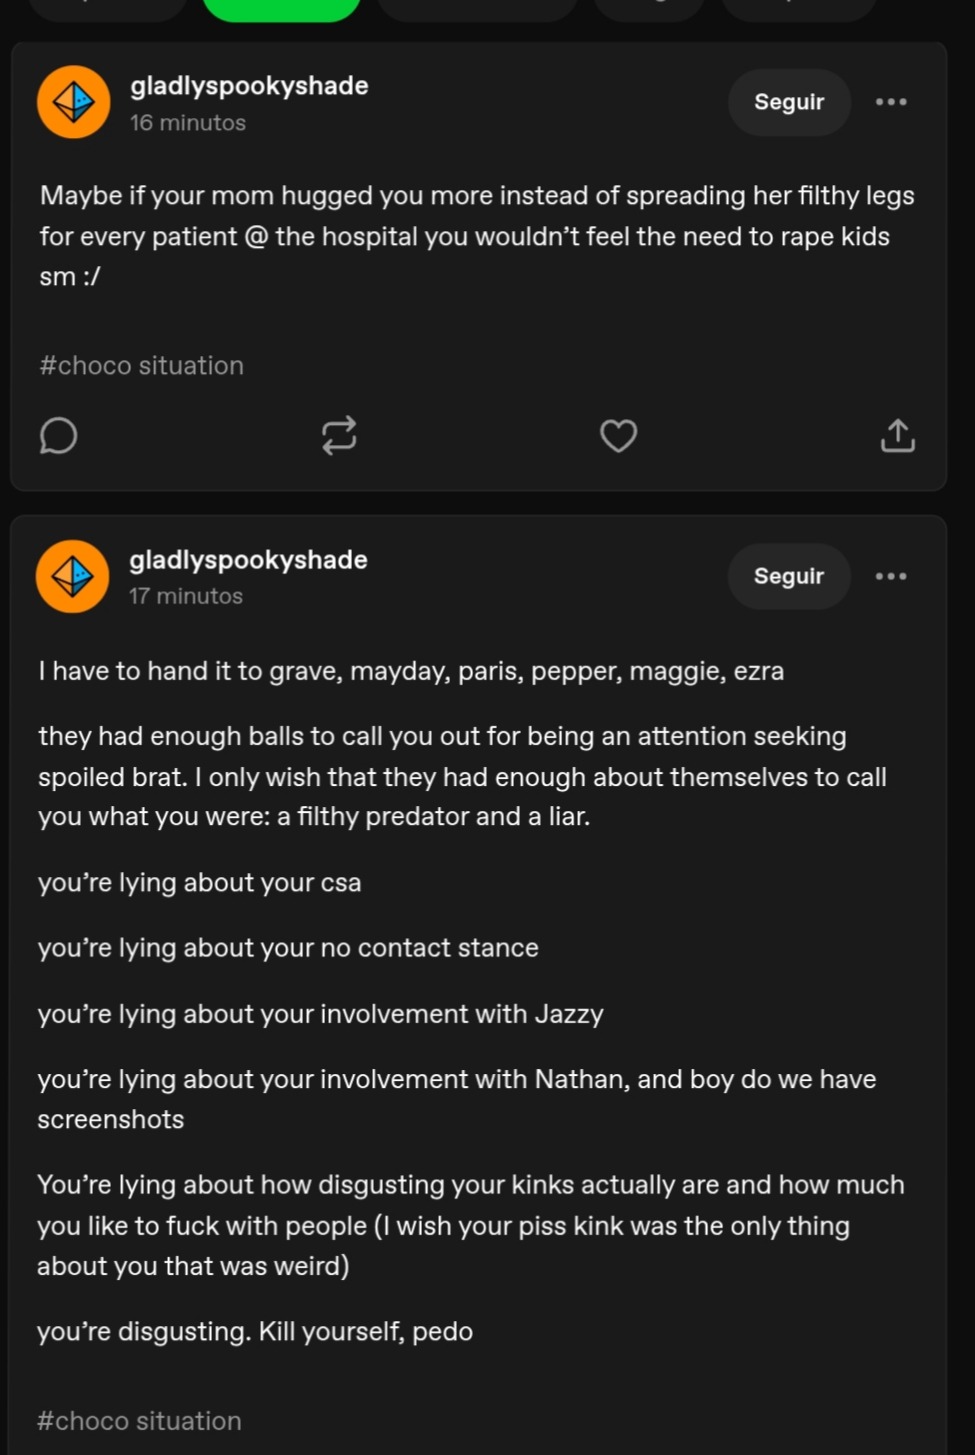 gladlyspookyshade
16 minutos
Seguir
Maybe if your mom hugged you more instead of spreading her filthy legs
for every patient @ the hospital you wouldn't feel the need to rape kids
sm :/
#choco situation
gladlyspookyshade
17 minutos
Seguir
I have to hand it to grave, mayday, paris, pepper, maggie, ezra
they had enough balls to call you out for being an attention seeking
spoiled brat. I only wish that they had enough about themselves to call
you what you were: a filthy predator and a liar.
you're lying about your csa
you're lying about your no contact stance
you're lying about your involvement with Jazzy
you're lying about your involvement with Nathan, and boy do we have
screenshots
You're lying about how disgusting your kinks actually are and how much
you like to fuck with people (I wish your piss kink was the only thing
about you that was weird)
you're disgusting. Kill yourself, pedo
#choco situation